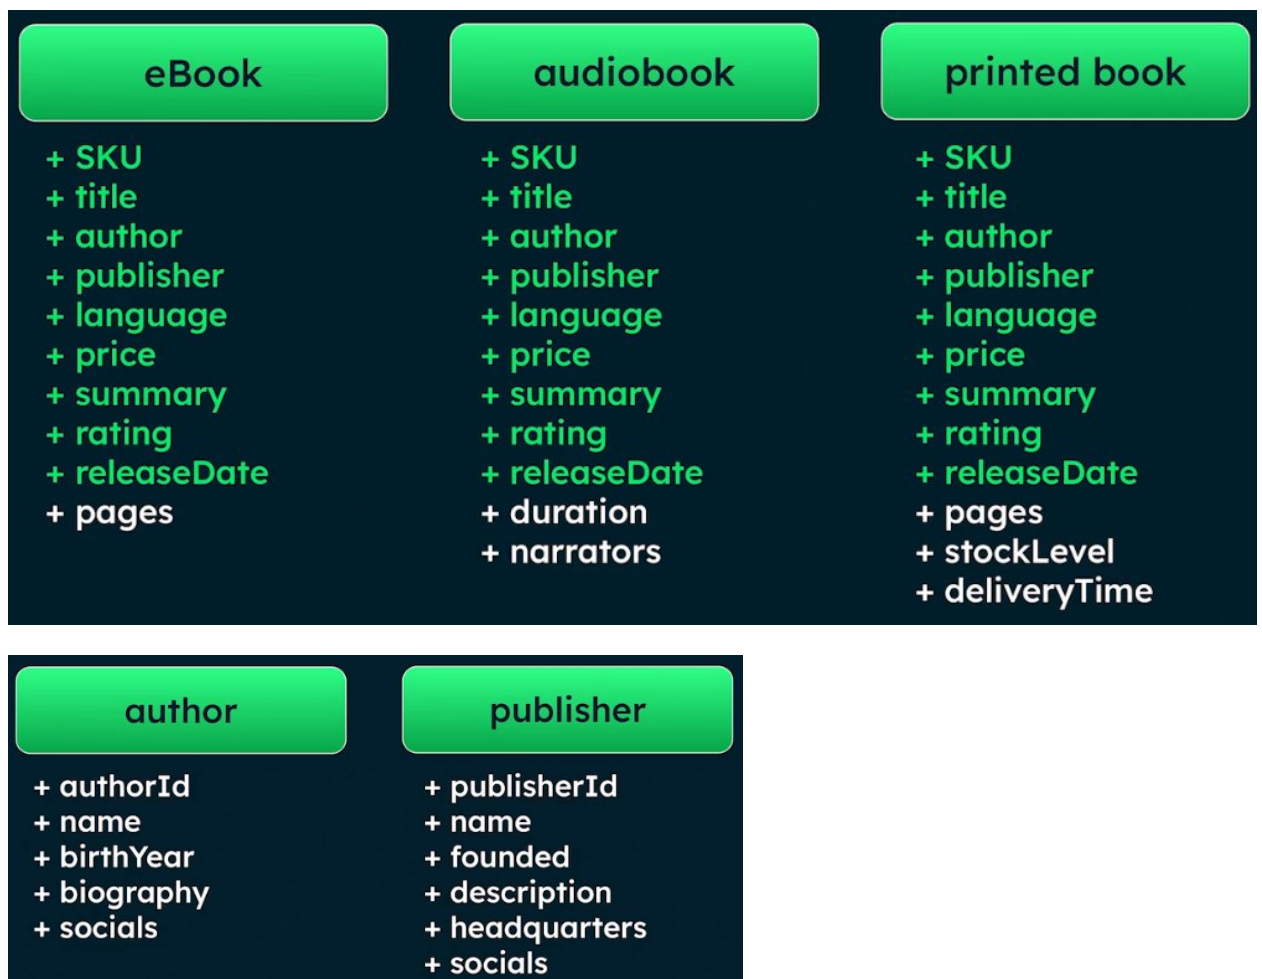 eBook
+ SKU
+ title
+ author
+ publisher
+ language
+ price
+ summary
+ rating
+ releaseDate
+ pages
audiobook
+ SKU
+ title
+ author
+ publisher
+ language
+ price
+ summary
+ rating
+ releaseDate
+ duration
+ narrators
printed book
+ SKU
+ title
+ author
+ publisher
+ language
+ price
+ summary
+ rating
+ releaseDate
+ pages
+ stockLevel
+ deliveryTime
author
+ authorId
+ name
+ birthYear
+ biography
+ socials
publisher
+ publisherId
+ name
+ founded
+ description
+ headquarters
+ socials